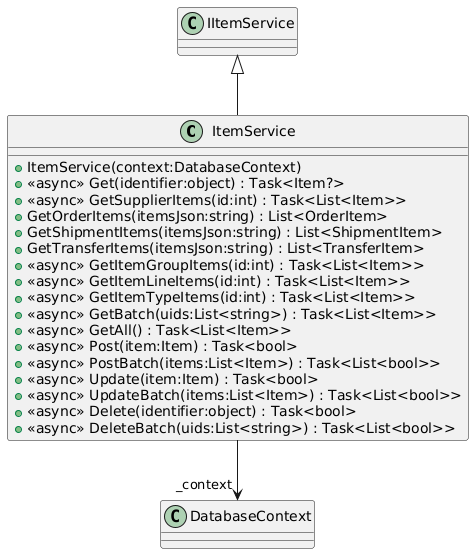 C IItemService
C ItemService
ItemService(context:DatabaseContext)
«async» Get(identifier:object) : Task<Item?>
«async» GetSupplierItems(id:int) : Task<List<Item>>
GetOrderItems(itemsJson:string) : List<OrderItem>
GetShipmentItems(itemsJson:string) : List<ShipmentItem>
GetTransferItems(itemsJson:string) : List<TransferItem>
«async» GetItemGroupItems(id:int) : Task<List<Item>>
«async» GetItemLineItems(id:int) : Task<List<Item>>
«async» GetItemTypeItems(id:int) : Task<List<Item>>
«async» GetBatch(uids:List<string>) : Task<List<Item>>
«async» GetAll() : Task<List<Item>>
«async» Post(item:Item) : Task<bool>
«async» PostBatch(items:List<Item>) : Task<List<bool>>
«async» Update(item:Item) : Task<bool>
«async» UpdateBatch(items:List<Item>) : Task<List<bool>>
«async» Delete(identifier:object) : Task<bool>
«async» DeleteBatch(uids:List<string>) : Task<List<bool>>
_context
C DatabaseContext